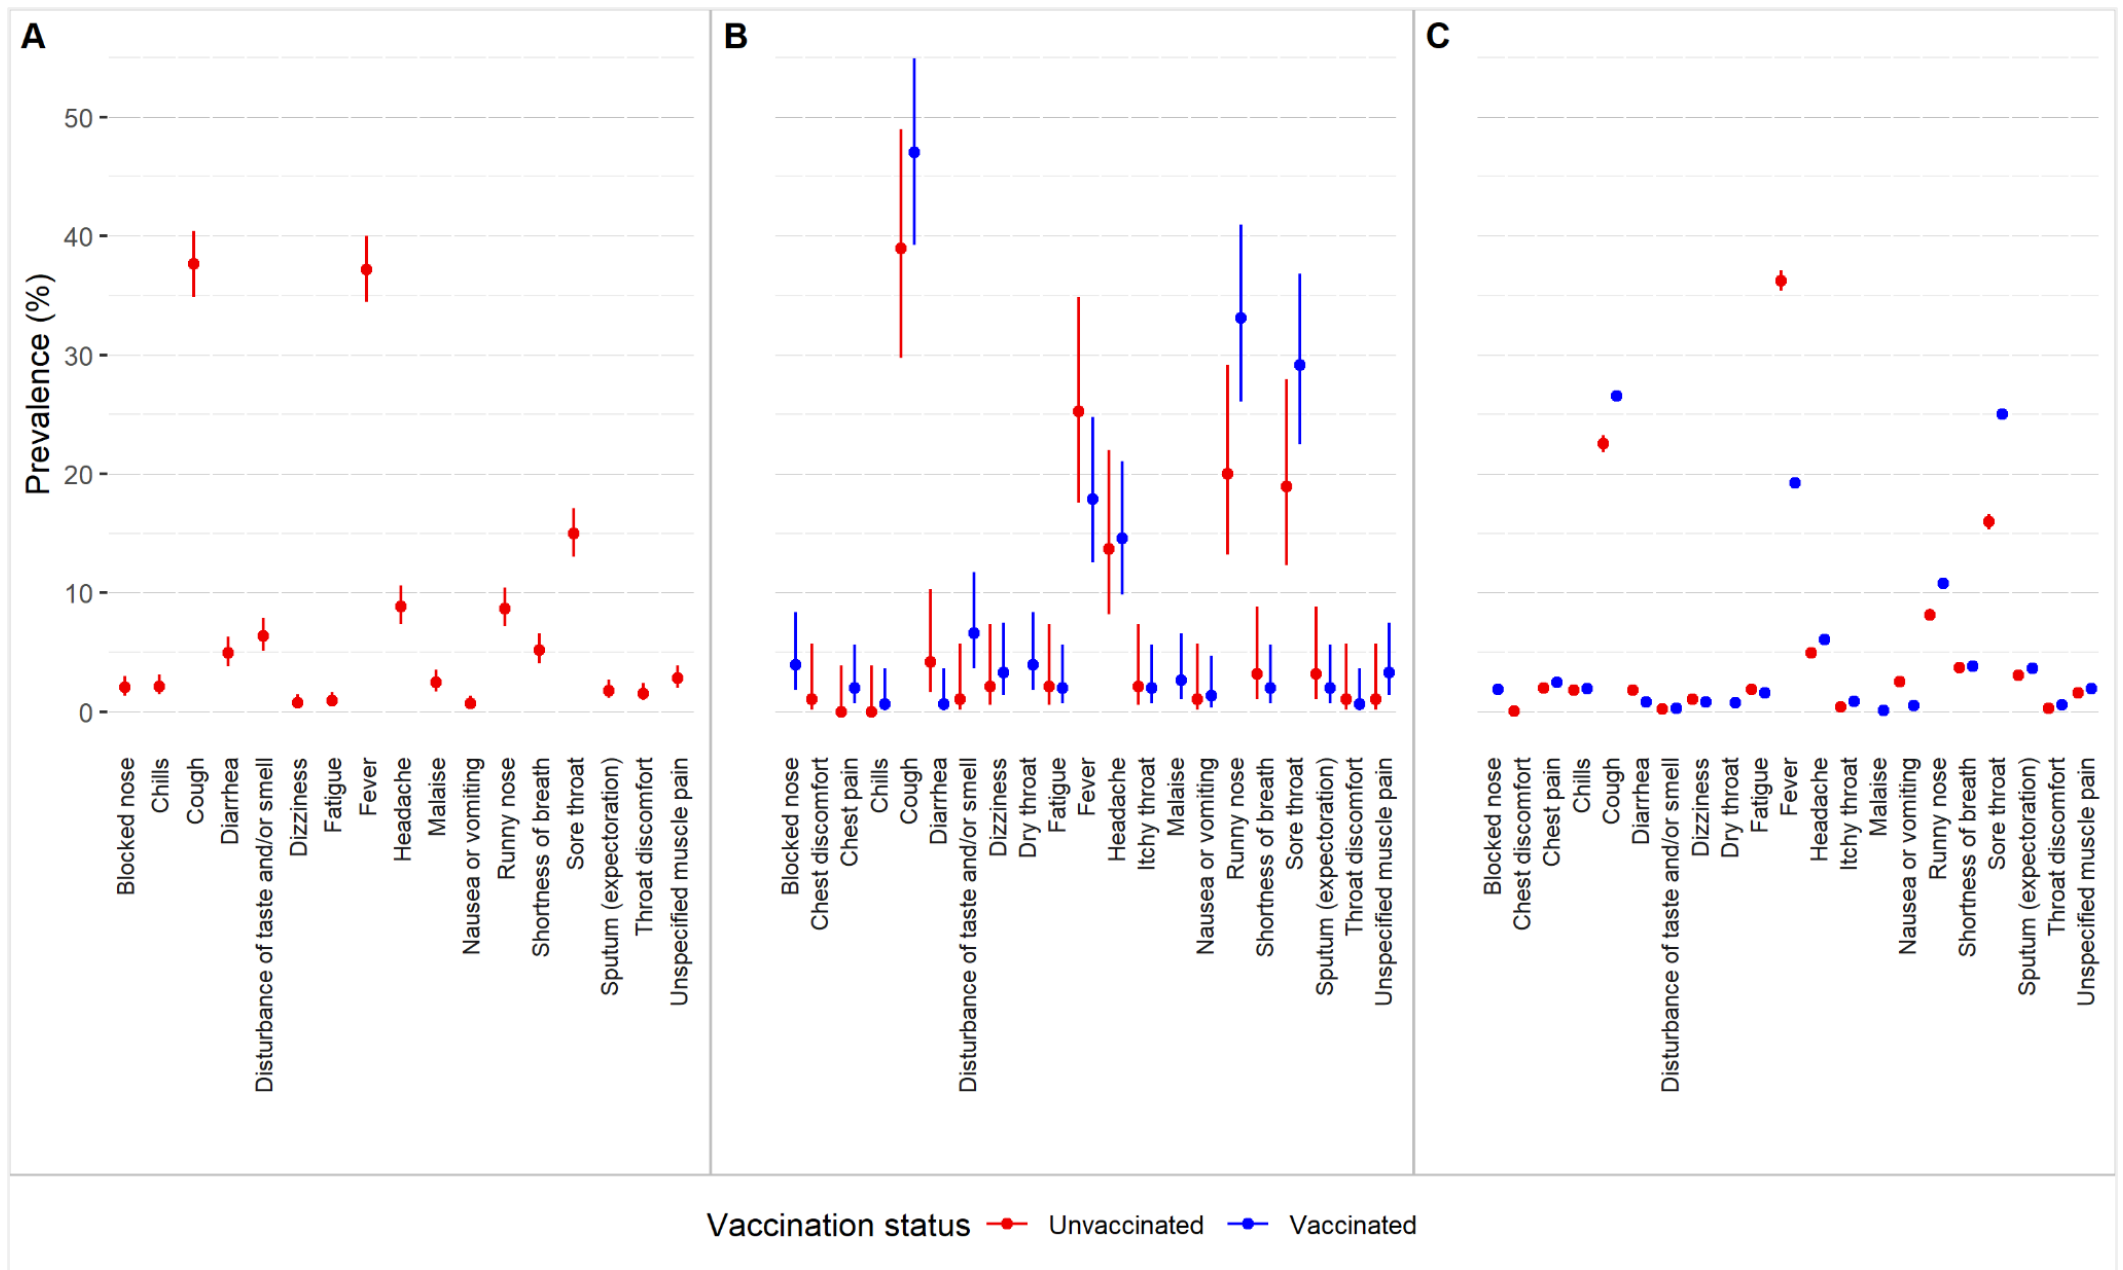 A
B
C
Prevalence (%)
50
40
30
20
10
0
Blocked nose
Chills
Cough
Diarrhea
Disturbance of taste and/or smell
Dizziness
Fatigue
Fever
Headache
Malaise
Nausea or vomiting
Runny nose
Shortness of breath
Sore throat
Sputum (expectoration)
Throat discomfort
Unspecified muscle pain
Blocked nose
Chest discomfort
Chest pain
Chills
Cough
Diarrhea
Disturbance of taste and/or smell
Dizziness
Dry throat
Fatigue
Fever
Headache
Itchy throat
Malaise
Nausea or vomiting
Runny nose
Shortness of breath
Sore throat
Sputum (expectoration)
Throat discomfort
Unspecified muscle pain
Blocked nose
Chest discomfort
Chest pain
Chills
Cough
Diarrhea
Disturbance of taste and/or smell
Dizziness
Dry throat
Fatigue
Fever
Headache
Itchy throat
Malaise
Nausea or vomiting
Runny nose
Shortness of breath
Sore throat
Sputum (expectoration)
Throat discomfort
Unspecified muscle pain
Vaccination status Unvaccinated Vaccinated